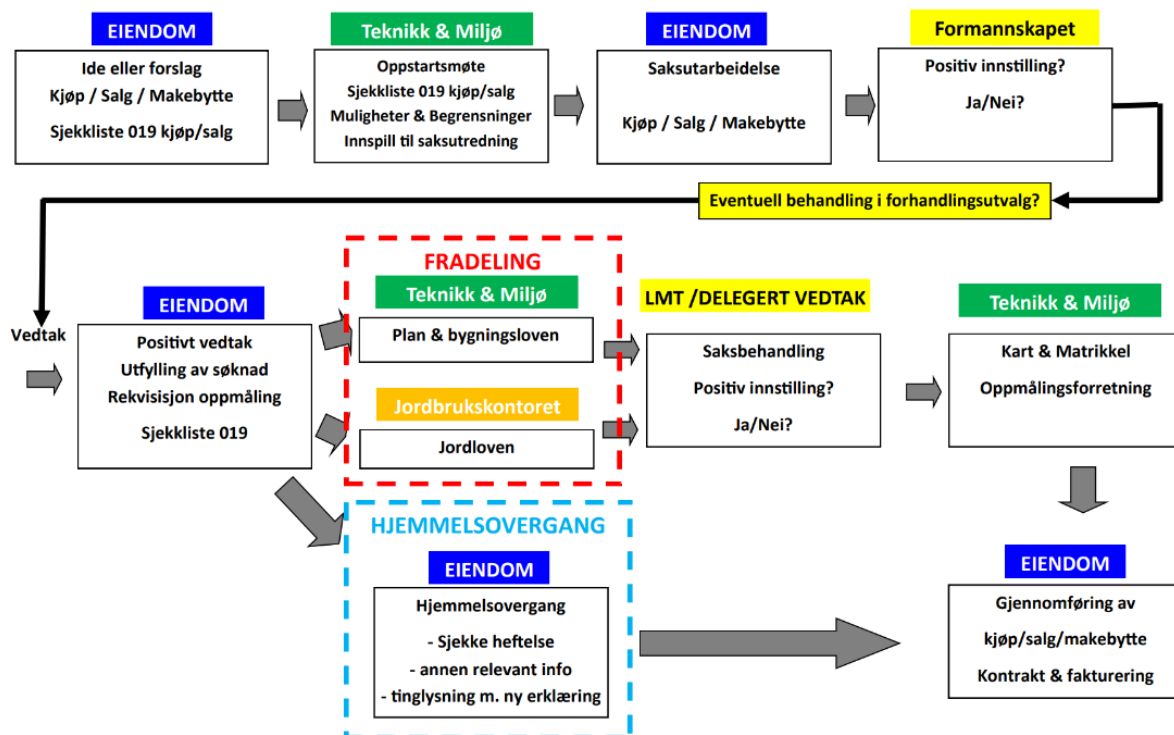 EIENDOM
Ide eller forslag
Kjøp / Salg / Makebytte
Sjekkliste 019 kjøp/salg
Teknikk & Miljø
Oppstartsmøte
Sjekkliste 019 kjøp/salg
Muligheter & Begrensninger
Innspill til saksutredning
EIENDOM
Saksutarbeidelse
Kjøp / Salg / Makebytte
Formannskapet
Positiv innstilling?
Ja/Nei?
Eventuell behandling i forhandlingsutvalg?
Vedtak
EIENDOM
Positivt vedtak
Utfylling av søknad
Rekvisisjon oppmåling
Sjekkliste 019
FRADELING
Teknikk & Miljø
Plan & bygningsloven
Jordbrukskontoret
Jordloven
LMT /DELEGERT VEDTAK
Saksbehandling
Positiv innstilling?
Ja/Nei?
Teknikk & Miljø
Kart & Matrikkel
Oppmålingsforretning
HJEMMELSOVERGANG
EIENDOM
Hjemmelsovergang
- Sjekke heftelse
- annen relevant info
- tinglysning m. ny erklæring
EIENDOM
Gjennomføring av
kjøp/salg/makebytte
Kontrakt & fakturering